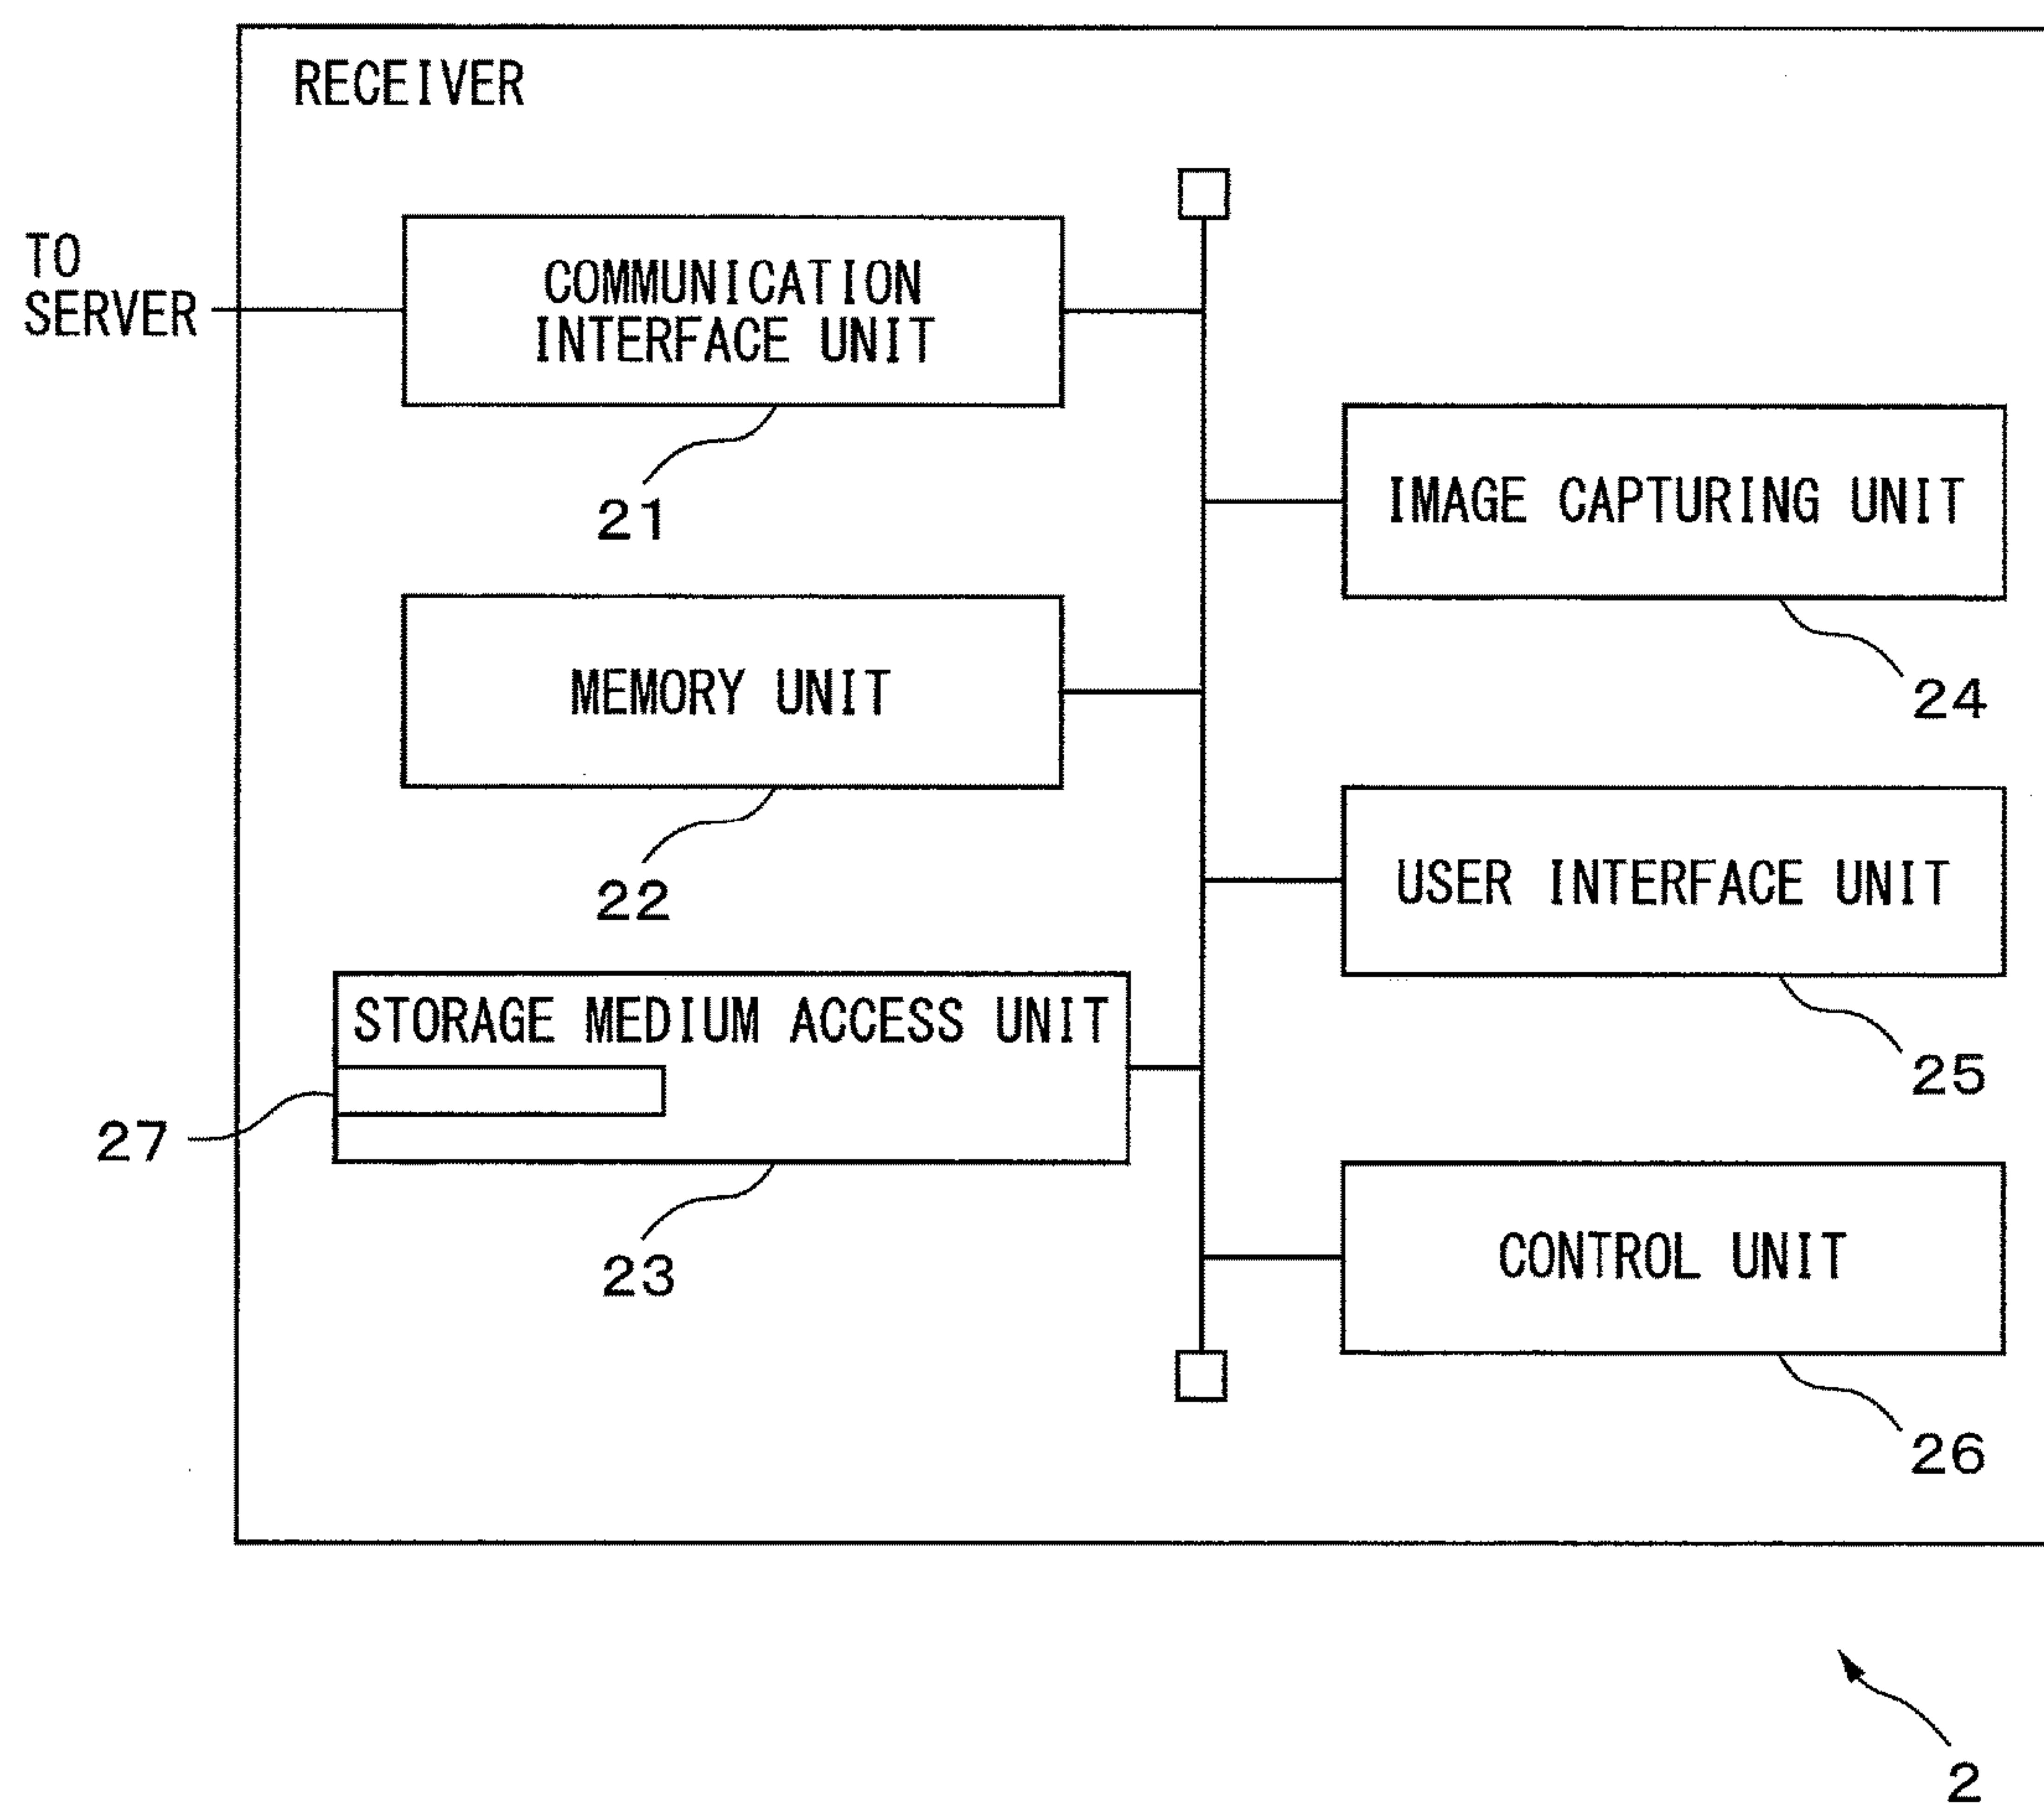 RECEIVER
TO
SERVER
COMMUNICATION
INTERFACE UNIT
21
IMAGE CAPTURING UNIT
24
MEMORY UNIT
22
USER INTERFACE UNIT
25
STORAGE MEDIUM ACCESS UNIT
27
23
CONTROL UNIT
26
2